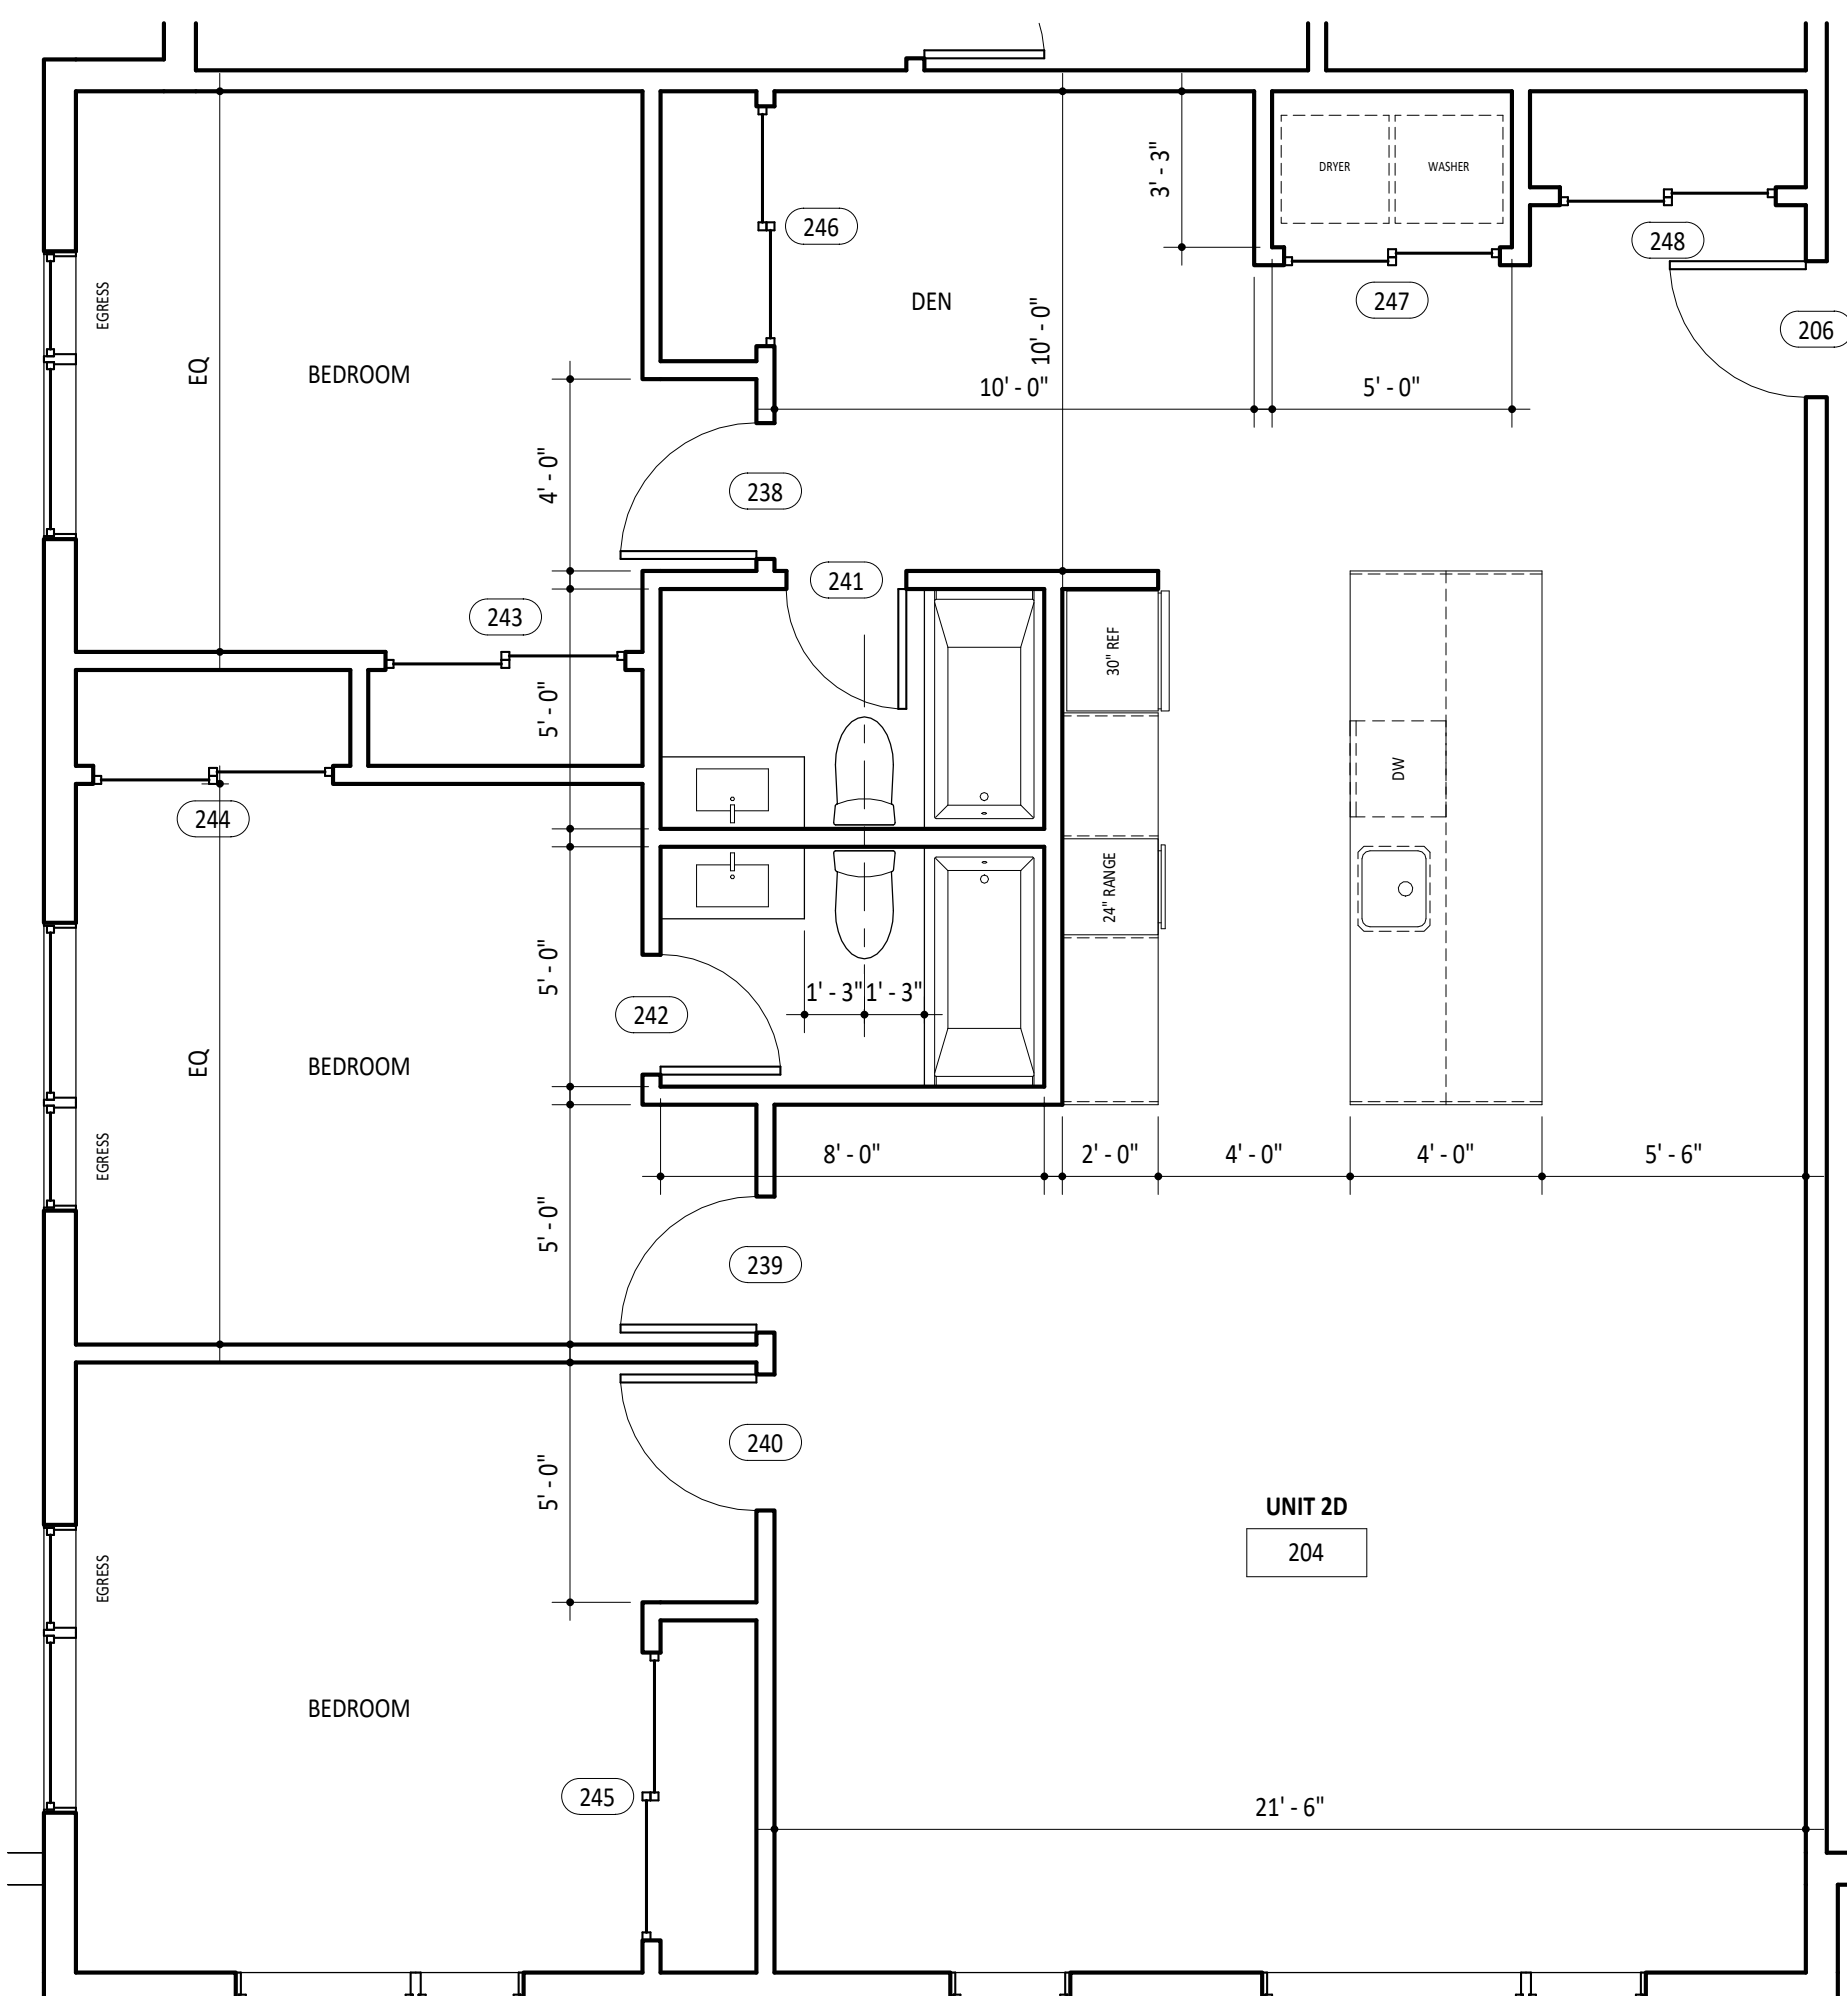 DRYER
WASHER
3' - 3"
246
248
EGRESS
DEN
247
10' - 0"
206
EQ
BEDROOM
10' - 0"
5' - 0"
4' - 0"
238
241
243
30" REF
5' - 0"
DW
244
24" RANGE
5' - 0"
1' - 3"
1' - 3"
242
EQ
BEDROOM
EGRESS
8' - 0"
2' - 0"
4' - 0"
4' - 0"
5' - 6"
5' - 0"
239
240
5' - 0"
UNIT 2D
204
EGRESS
BEDROOM
245
21' - 6"